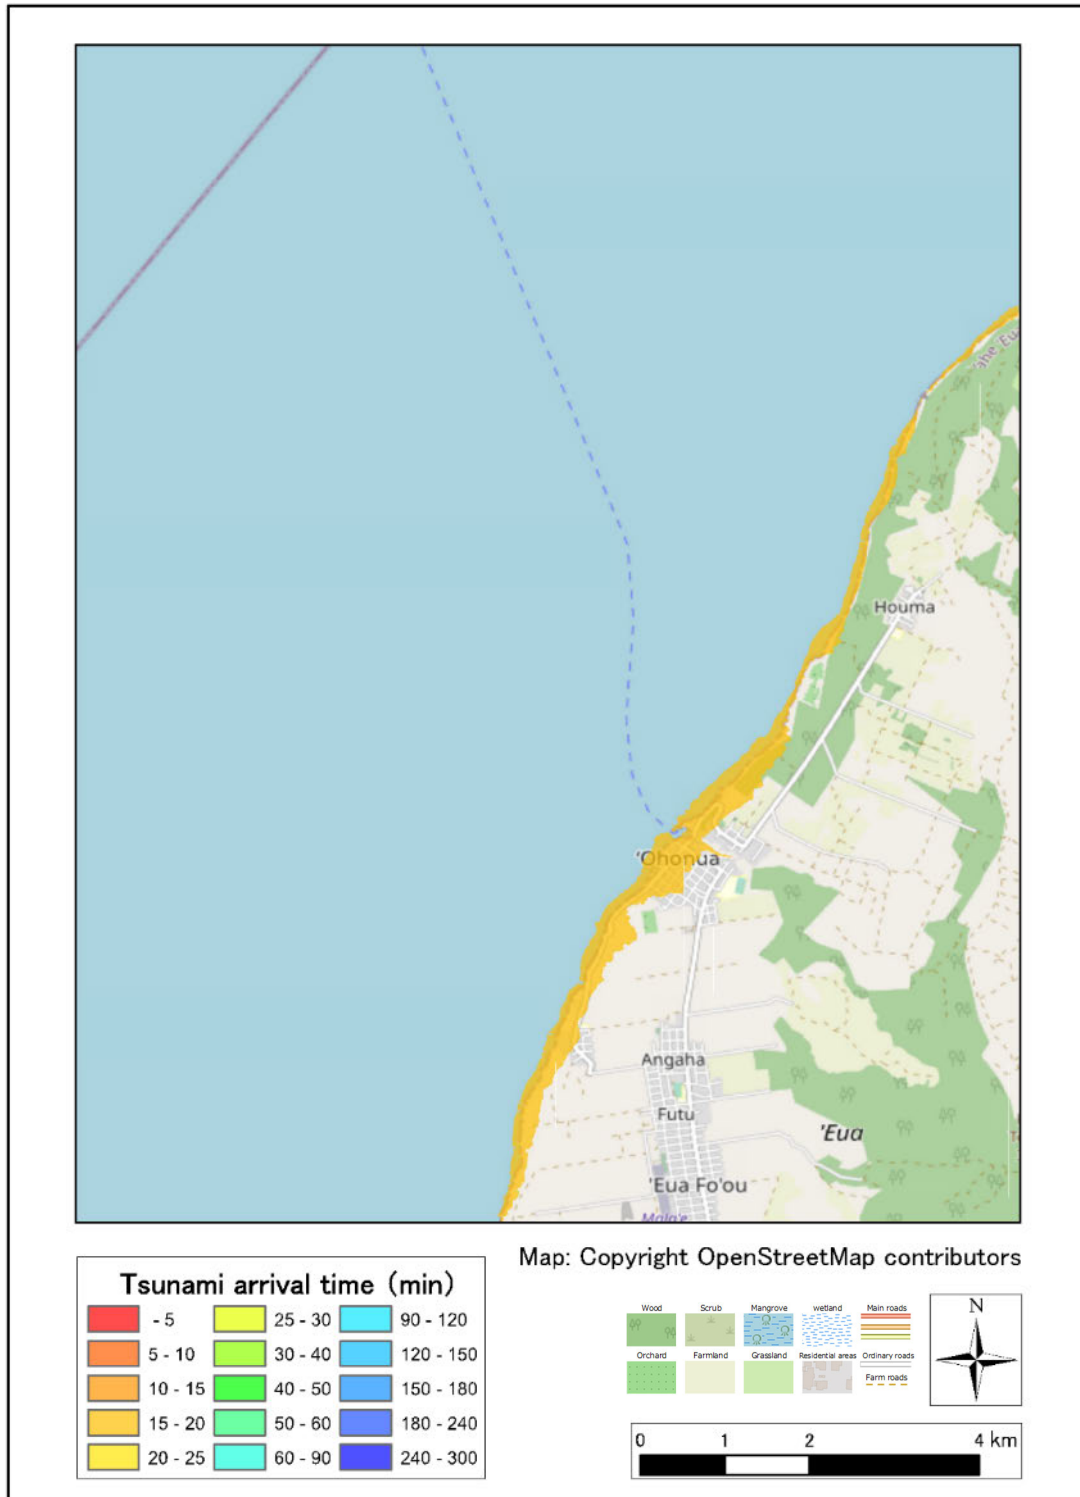 'Ahe 'Eu
Houma
'Ohonua
Angaha
Futu
'Eua
'Eua Fo'ou
Mala'e
Map: Copyright OpenStreetMap contributors
Tsunami arrival time (min)
- 5
25 - 30
90 - 120
5 - 10
30 - 40
120 - 150
10 - 15
40 - 50
150 - 180
15 - 20
50 - 60
180 - 240
20 - 25
60 - 90
240 - 300
Wood
Scrub
Mangrove
wetland
Main roads
Orchard
Farmland
Grassland
Residential areas
Ordinary roads
Farm roads
N
0 1 2 4 km